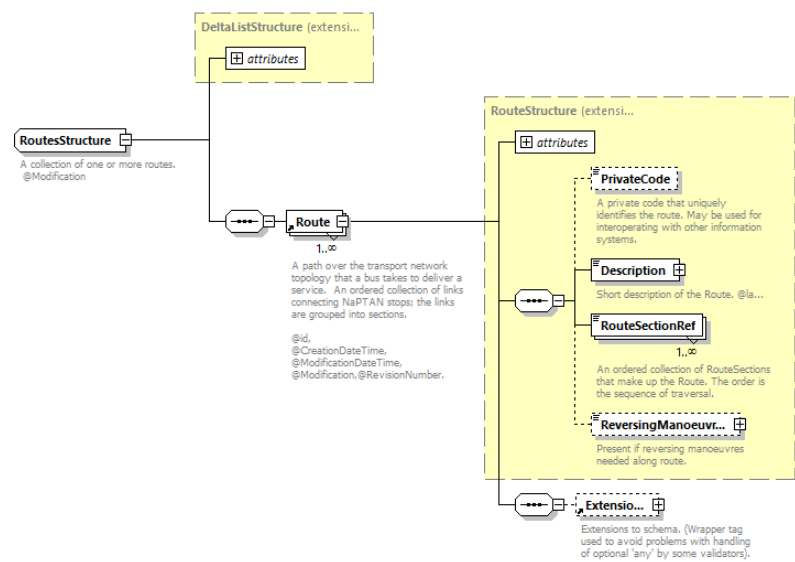 DeltaListStructure (extensi...
attributes
RoutesStructure
A collection of one or more routes.
@Modification
Route
1..∞
A path over the transport network
topology that a bus takes to deliver a
service. An ordered collection of links
connecting NaPTAN stops; the links
are grouped into sections.
@id,
@CreationDateTime,
@ModificationDateTime,
@Modification,@RevisionNumber.
RouteStructure (extensi...
attributes
PrivateCode
A private code that uniquely
identifies the route. May be used for
interoperating with other information
systems.
Description
Short description of the Route. @la...
RouteSectionRef
1..∞
An ordered collection of RouteSections
that make up the Route. The order is
the sequence of traversal.
ReversingManoeuvr...
Present if reversing manoeuvres
needed along route.
Extensio...
Extensions to schema. (Wrapper tag
used to avoid problems with handling
of optional 'any' by some validators).